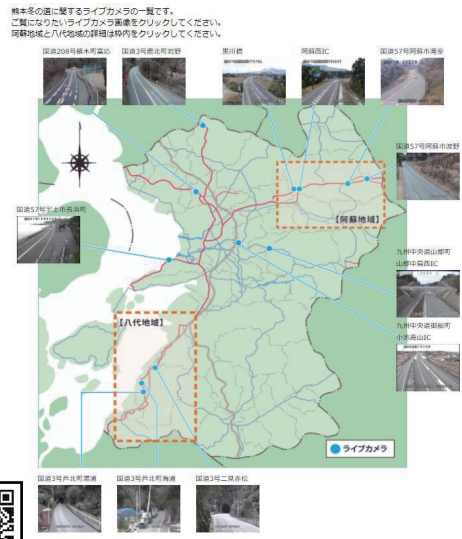 熊本冬の道に関するライブカメラの一覧です。
ご覧になりたいライブカメラ画像をクリックしてください。
阿蘇地域と八代地域の詳細は枠内をクリックしてください。
国道208号植木町富応
国道3号鹿北町岩野
黒川橋
阿蘇西IC
国道57号阿蘇市滝室
国道57号阿蘇市波野
【阿蘇地域】
国道57号宇土市長浜町
九州中央道山都町
山都中島西IC
九州中央道御船町
小池高山IC
【八代地域】
ライブカメラ
国道3号芦北町湯浦
国道3号芦北町海浦
国道3号二見赤松